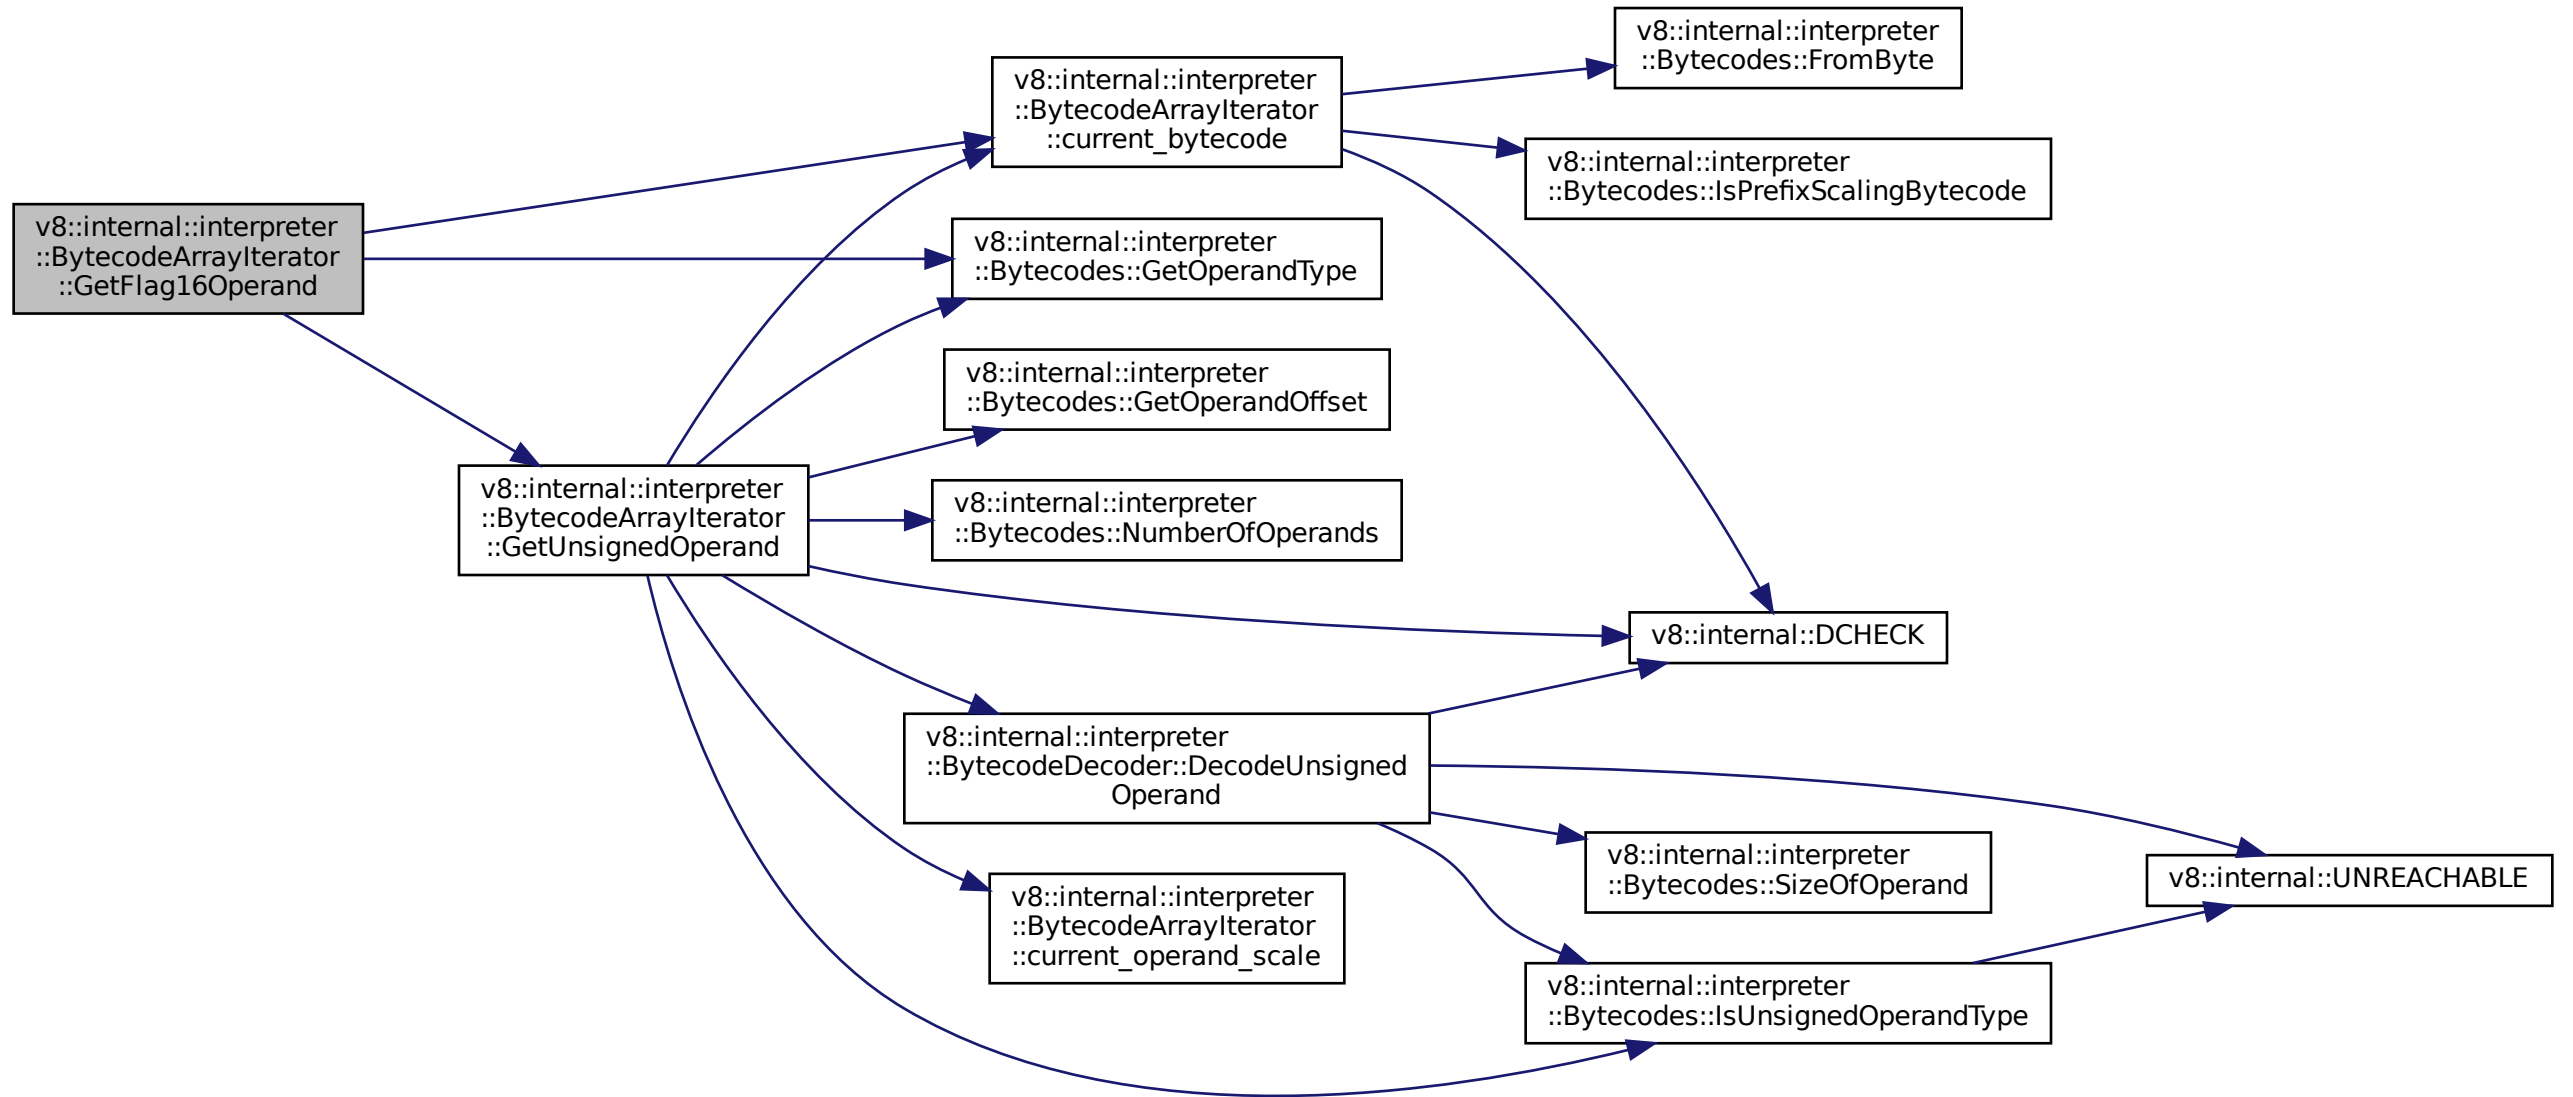 v8::internal::interpreter
::BytecodeArrayIterator
::GetFlag16Operand
v8::internal::interpreter
::BytecodeArrayIterator
::GetUnsignedOperand
v8::internal::interpreter
::BytecodeArrayIterator
::current_bytecode
v8::internal::interpreter
::Bytecodes::GetOperandType
v8::internal::interpreter
::Bytecodes::GetOperandOffset
v8::internal::interpreter
::Bytecodes::NumberOfOperands
v8::internal::interpreter
::BytecodeDecoder::DecodeUnsigned
Operand
v8::internal::interpreter
::BytecodeArrayIterator
::current_operand_scale
v8::internal::interpreter
::Bytecodes::FromByte
v8::internal::interpreter
::Bytecodes::IsPrefixScalingBytecode
v8::internal::DCHECK
v8::internal::interpreter
::Bytecodes::SizeOfOperand
v8::internal::interpreter
::Bytecodes::IsUnsignedOperandType
v8::internal::UNREACHABLE